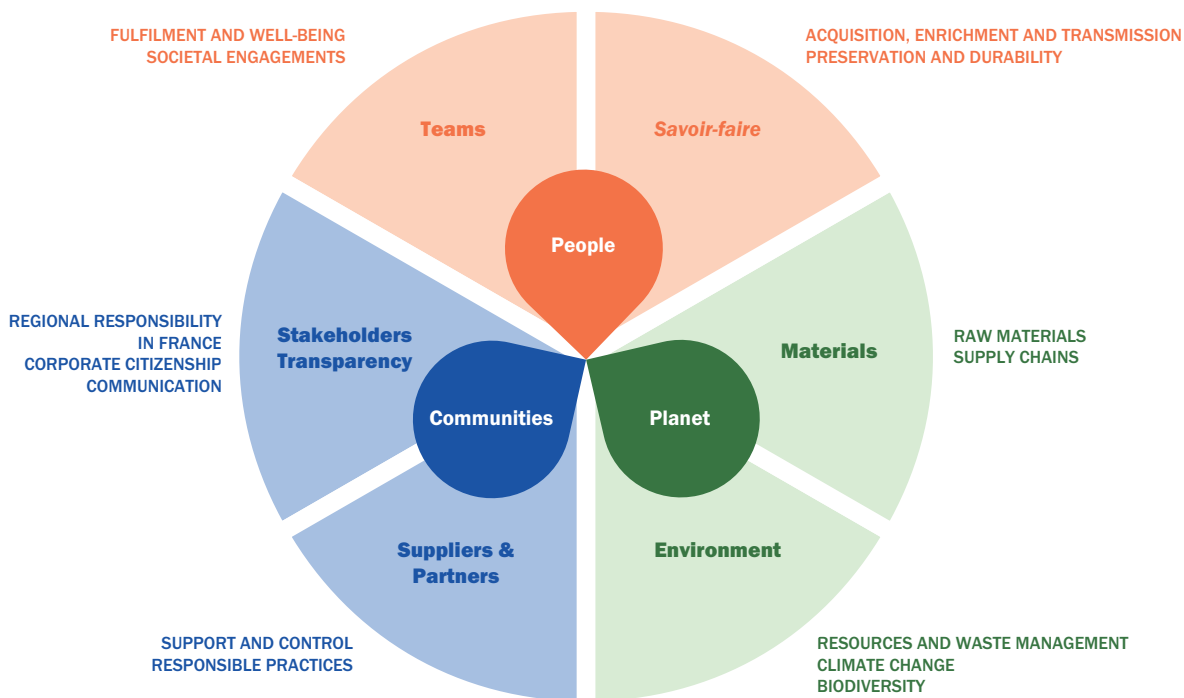 FULFILMENT AND WELL-BEING
SOCIETAL ENGAGEMENTS
ACQUISITION, ENRICHMENT AND TRANSMISSION
PRESERVATION AND DURABILITY
Teams
Savoir-faire
People
REGIONAL RESPONSIBILITY
IN FRANCE
CORPORATE CITIZENSHIP
COMMUNICATION
Stakeholders
Transparency
Materials
RAW MATERIALS
SUPPLY CHAINS
Communities
Planet
Suppliers &
Partners
Environment
SUPPORT AND CONTROL
RESPONSIBLE PRACTICES
RESOURCES AND WASTE MANAGEMENT
CLIMATE CHANGE
BIODIVERSITY